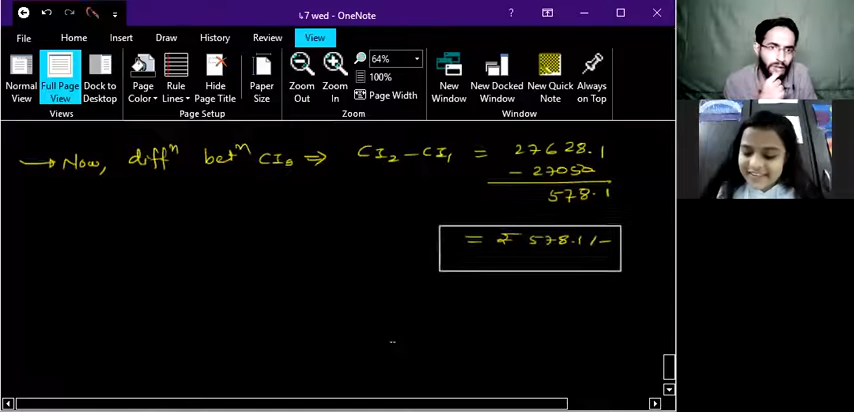 ↳7 wed - OneNote
?
File Home Insert Draw History Review View
64%
100%
Page Width
Normal View
Full Page View
Dock to Desktop
Page Color
Rule Lines
Hide Page Title
Paper Size
Zoom Out
Zoom In
New Window
New Docked Window
New Quick Note
Always on Top
Views Page Setup Zoom Window
→ Now, diffⁿ betⁿ CIs ⇒ CI₂ - CI₁ = 27628.1
- 27050
578.1
= ₹ 578.1/-